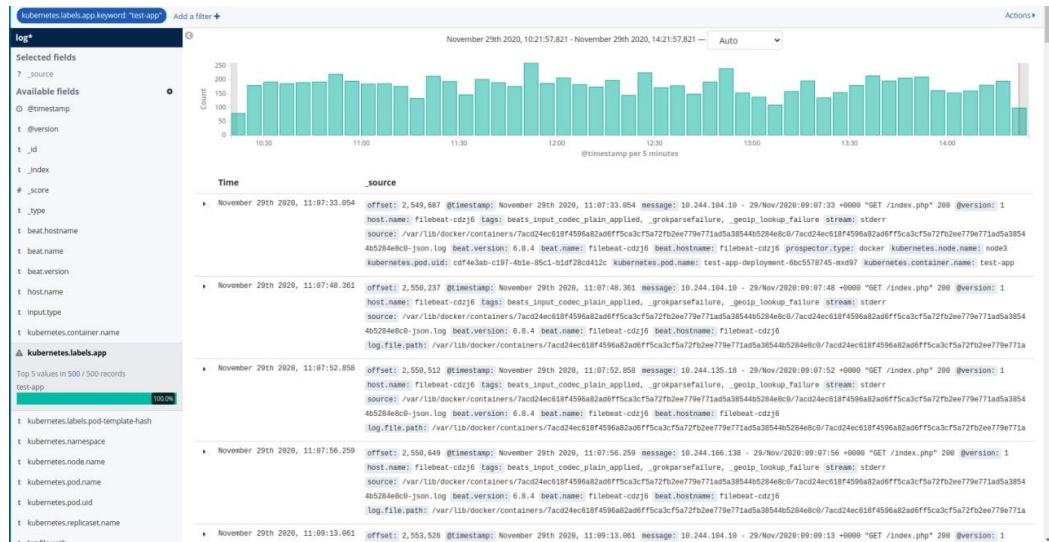 kubernetes.labels.app.keyword: "test-app"
Add a filter +
Actions
log*
Selected fields
? _source
Available fields
@timestamp
t @version
t _id
t _index
# _score
t _type
t beat.hostname
t beat.name
t beat.version
t host.name
t input.type
t kubernetes.container.name
kubernetes.labels.app
Top 5 values in 500 / 500 records
test-app
100.0%
t kubernetes.labels.pod-template-hash
t kubernetes.namespace
t kubernetes.node.name
t kubernetes.pod.name
t kubernetes.pod.uid
t kubernetes.replicaset.name
November 29th 2020, 10:21:57.821 - November 29th 2020, 14:21:57.821 — Auto
Count
250
200
150
100
50
0
10:30 11:00 11:30 12:00 12:30 13:00 13:30 14:00
@timestamp per 5 minutes
Time _source
November 29th 2020, 11:07:33.054 offset: 2,549,687 @timestamp: November 29th 2020, 11:07:33.054 message: 10.244.104.10 - 29/Nov/2020:09:07:33 +0000 "GET /index.php" 200 @version: 1
host.name: filebeat-cdzj6 tags: beats_input_codec_plain_applied, _grokparsefailure, _geoip_lookup_failure stream: stderr
source: /var/lib/docker/containers/7acd24ec618f4596a82ad6ff5ca3cf5a72fb2ee779e771ad5a38544b5284e8c0/7acd24ec618f4596a82ad6ff5ca3cf5a72fb2ee779e771ad5a3854
4b5284e8c0-json.log beat.version: 6.8.4 beat.name: filebeat-cdzj6 beat.hostname: filebeat-cdzj6 prospector.type: docker kubernetes.node.name: node3
kubernetes.pod.uid: cdf4e3ab-c197-4b1e-85c1-b1df28cd412c kubernetes.pod.name: test-app-deployment-6bc5578745-mxd97 kubernetes.container.name: test-app
November 29th 2020, 11:07:48.361 offset: 2,550,237 @timestamp: November 29th 2020, 11:07:48.361 message: 10.244.104.10 - 29/Nov/2020:09:07:48 +0000 "GET /index.php" 200 @version: 1
host.name: filebeat-cdzj6 tags: beats_input_codec_plain_applied, _grokparsefailure, _geoip_lookup_failure stream: stderr
source: /var/lib/docker/containers/7acd24ec618f4596a82ad6ff5ca3cf5a72fb2ee779e771ad5a38544b5284e8c0/7acd24ec618f4596a82ad6ff5ca3cf5a72fb2ee779e771ad5a3854
4b5284e8c0-json.log beat.version: 6.8.4 beat.name: filebeat-cdzj6 beat.hostname: filebeat-cdzj6
log.file.path: /var/lib/docker/containers/7acd24ec618f4596a82ad6ff5ca3cf5a72fb2ee779e771ad5a38544b5284e8c0/7acd24ec618f4596a82ad6ff5ca3cf5a72fb2ee779e771a
November 29th 2020, 11:07:52.858 offset: 2,550,512 @timestamp: November 29th 2020, 11:07:52.858 message: 10.244.135.18 - 29/Nov/2020:09:07:52 +0000 "GET /index.php" 200 @version: 1
host.name: filebeat-cdzj6 tags: beats_input_codec_plain_applied, _grokparsefailure, _geoip_lookup_failure stream: stderr
source: /var/lib/docker/containers/7acd24ec618f4596a82ad6ff5ca3cf5a72fb2ee779e771ad5a38544b5284e8c0/7acd24ec618f4596a82ad6ff5ca3cf5a72fb2ee779e771ad5a3854
4b5284e8c0-json.log beat.version: 6.8.4 beat.name: filebeat-cdzj6 beat.hostname: filebeat-cdzj6
log.file.path: /var/lib/docker/containers/7acd24ec618f4596a82ad6ff5ca3cf5a72fb2ee779e771ad5a38544b5284e8c0/7acd24ec618f4596a82ad6ff5ca3cf5a72fb2ee779e771a
November 29th 2020, 11:07:56.259 offset: 2,550,649 @timestamp: November 29th 2020, 11:07:56.259 message: 10.244.166.138 - 29/Nov/2020:09:07:56 +0000 "GET /index.php" 200 @version: 1
host.name: filebeat-cdzj6 tags: beats_input_codec_plain_applied, _grokparsefailure, _geoip_lookup_failure stream: stderr
source: /var/lib/docker/containers/7acd24ec618f4596a82ad6ff5ca3cf5a72fb2ee779e771ad5a38544b5284e8c0/7acd24ec618f4596a82ad6ff5ca3cf5a72fb2ee779e771ad5a3854
4b5284e8c0-json.log beat.version: 6.8.4 beat.name: filebeat-cdzj6 beat.hostname: filebeat-cdzj6
log.file.path: /var/lib/docker/containers/7acd24ec618f4596a82ad6ff5ca3cf5a72fb2ee779e771ad5a38544b5284e8c0/7acd24ec618f4596a82ad6ff5ca3cf5a72fb2ee779e771a
November 29th 2020, 11:09:13.061 offset: 2,553,526 @timestamp: November 29th 2020, 11:09:13.061 message: 10.244.104.10 - 29/Nov/2020:09:09:13 +0000 "GET /index.php" 200 @version: 1